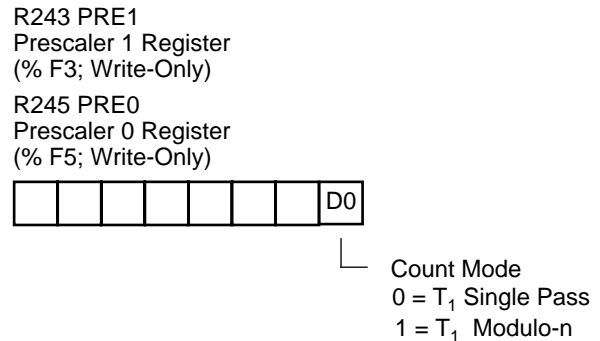 R243 PRE1
Prescaler 1 Register
(% F3; Write-Only)
R245 PRE0
Prescaler 0 Register
(% F5; Write-Only)
D0
Count Mode
0 = T₁ Single Pass
1 = T₁ Modulo-n